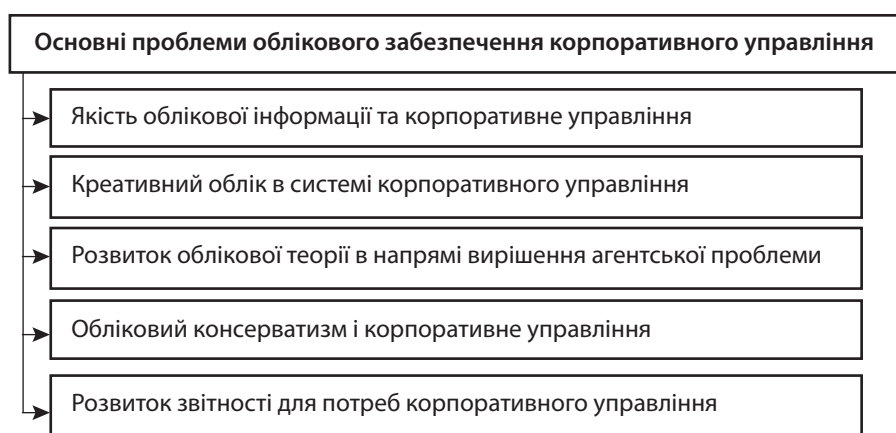 Основні проблеми облікового забезпечення корпоративного управління
Якість облікової інформації та корпоративне управління
Креативний облік в системі корпоративного управління
Розвиток облікової теорії в напрямі вирішення агентської проблеми
Обліковий консерватизм і корпоративне управління
Розвиток звітності для потреб корпоративного управління